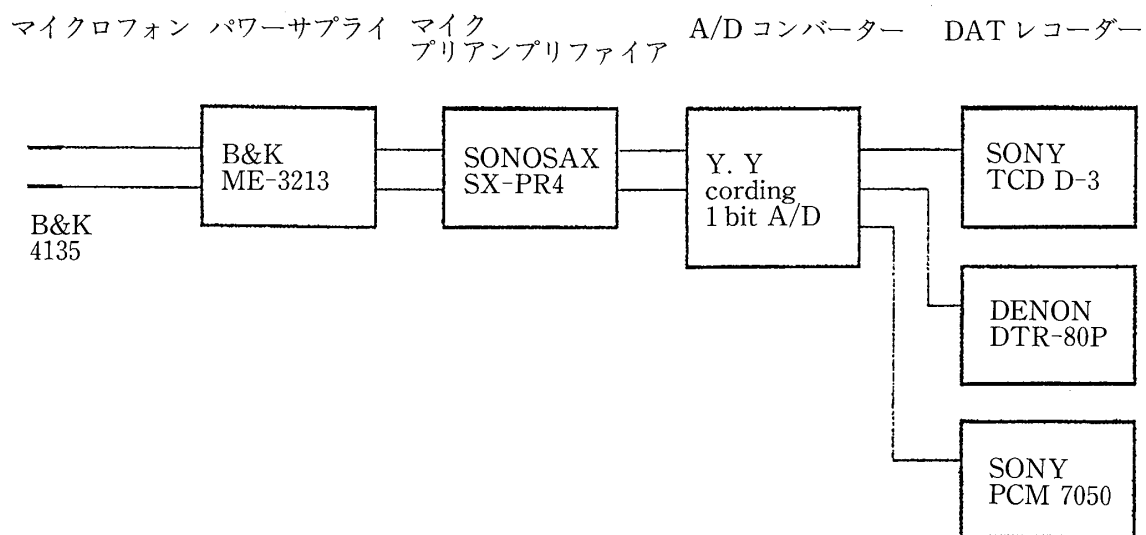 マイクロフォン パワーサプライ マイク プリアンプリファイア A/D コンバーター DAT レコーダー
B&K
4135
B&K
ME-3213
SONOSAX
SX-PR4
Y. Y
cording
1 bit A/D
SONY
TCD D-3
DENON
DTR-80P
SONY
PCM 7050